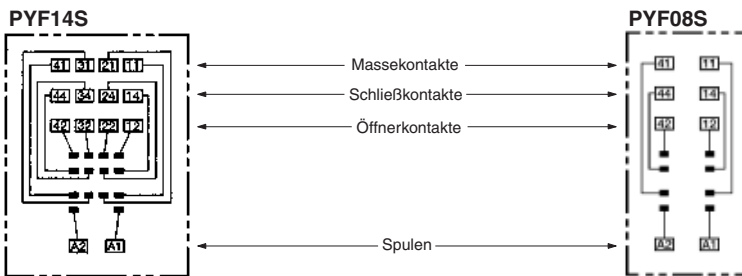 PYF14S PYF08S
41 31 21 11 Massekontakte 41 11
44 34 24 14 Schließkontakte 44 14
42 32 22 12 Öffnerkontakte 42 12
A2 A1 Spulen A2 A1